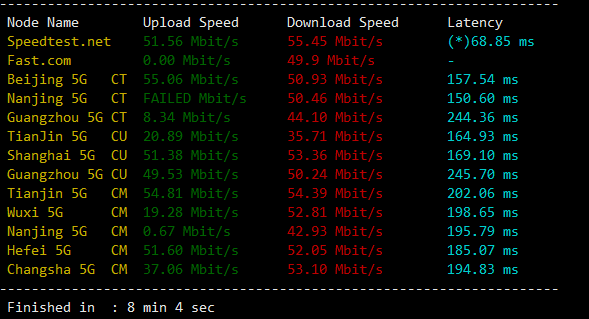 Node Name Upload Speed Download Speed Latency
Speedtest.net 51.56 Mbit/s 55.45 Mbit/s (*)68.85 ms
Fast.com 0.00 Mbit/s 49.9 Mbit/s -
Beijing 5G CT 55.06 Mbit/s 50.93 Mbit/s 157.54 ms
Nanjing 5G CT FAILED Mbit/s 50.46 Mbit/s 150.60 ms
Guangzhou 5G CT 8.34 Mbit/s 44.10 Mbit/s 244.36 ms
TianJin 5G CU 20.89 Mbit/s 35.71 Mbit/s 164.93 ms
Shanghai 5G CU 51.38 Mbit/s 53.36 Mbit/s 169.10 ms
Guangzhou 5G CU 49.53 Mbit/s 50.24 Mbit/s 245.70 ms
Tianjin 5G CM 54.81 Mbit/s 54.39 Mbit/s 202.06 ms
Wuxi 5G CM 19.28 Mbit/s 52.81 Mbit/s 198.65 ms
Nanjing 5G CM 0.67 Mbit/s 42.93 Mbit/s 195.79 ms
Hefei 5G CM 51.60 Mbit/s 52.05 Mbit/s 185.07 ms
Changsha 5G CM 37.06 Mbit/s 53.10 Mbit/s 194.83 ms
Finished in : 8 min 4 sec